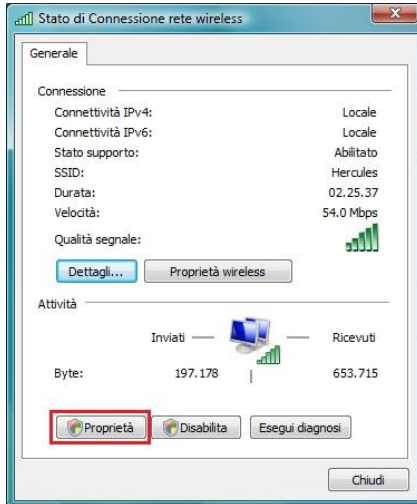 Stato di Connessione rete wireless
Generale
Connessione
Connettività IPv4: Locale
Connettività IPv6: Locale
Stato supporto: Abilitato
SSID: Hercules
Durata: 02.25.37
Velocità: 54.0 Mbps
Qualità segnale:
Dettagli... Proprietà wireless
Attività
Inviati Ricevuti
Byte: 197.178 653.715
Proprietà Disabilita Esegui diagnosi
Chiudi